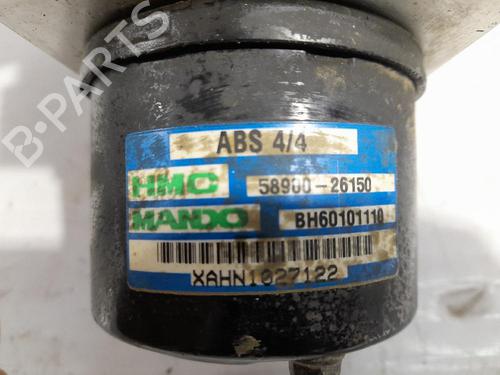 B-PARTS
ABS 4/4
HMC 58900-26150
MANDO BH60101110
XAHN1027122